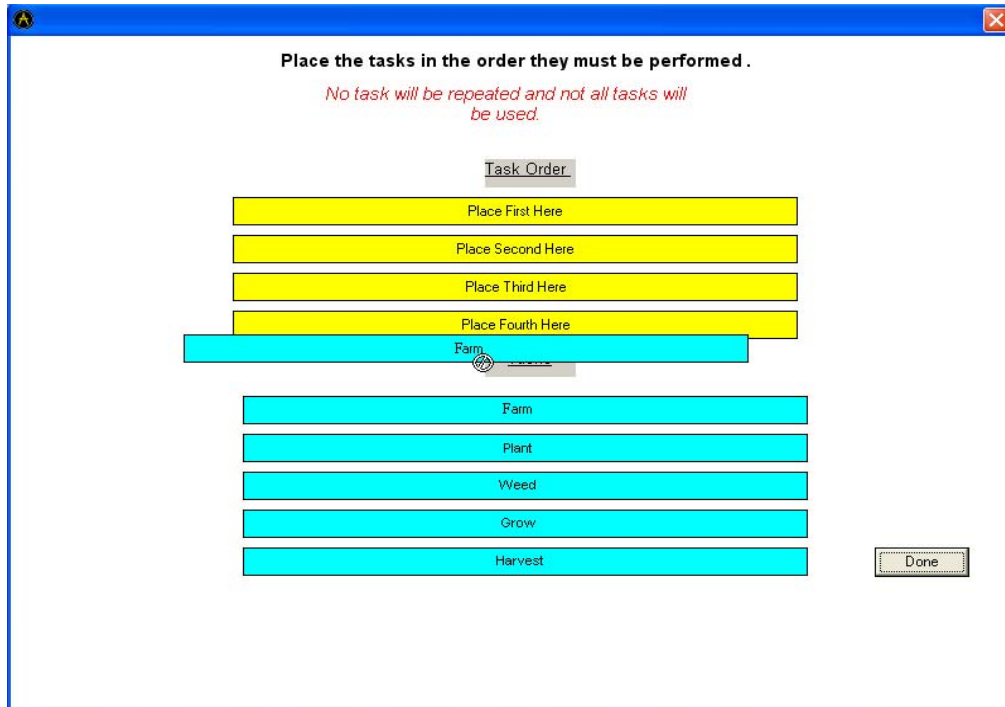 Place the tasks in the order they must be performed .
No task will be repeated and not all tasks will
be used.
Task Order
Place First Here
Place Second Here
Place Third Here
Place Fourth Here
Farm
Farm
Plant
Weed
Grow
Harvest
Done